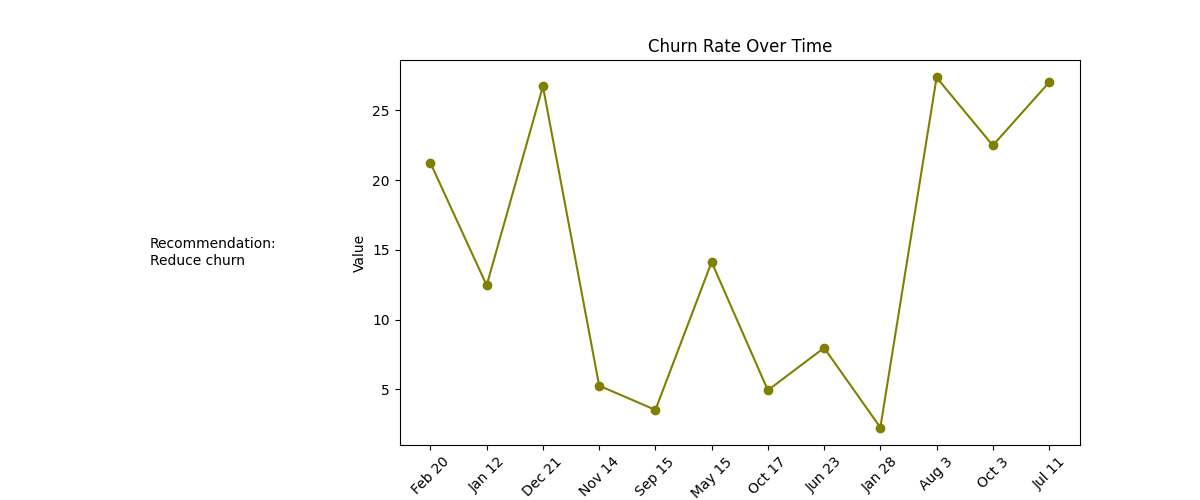 Churn Rate Over Time
Recommendation:
Reduce churn
Value
25
20
15
10
5
Feb 20
Jan 12
Dec 21
Nov 14
Sep 15
May 15
Oct 17
Jun 23
Jan 28
Aug 3
Oct 3
Jul 11